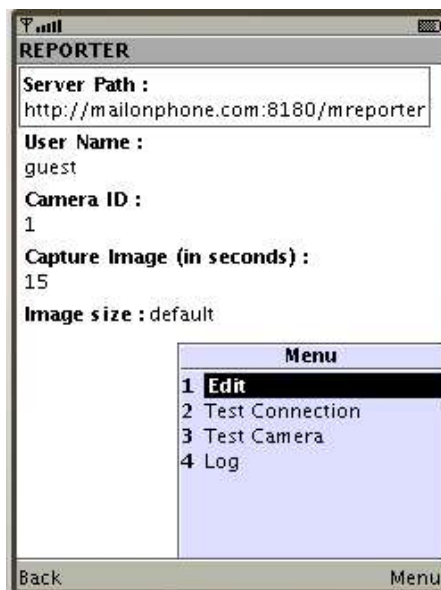 REPORTER
Server Path :
http://mailonphone.com:8180/mreporter
User Name :
guest
Camera ID :
1
Capture Image (in seconds) :
15
Image size : default
Menu
1 Edit
2 Test Connection
3 Test Camera
4 Log
Back Menu